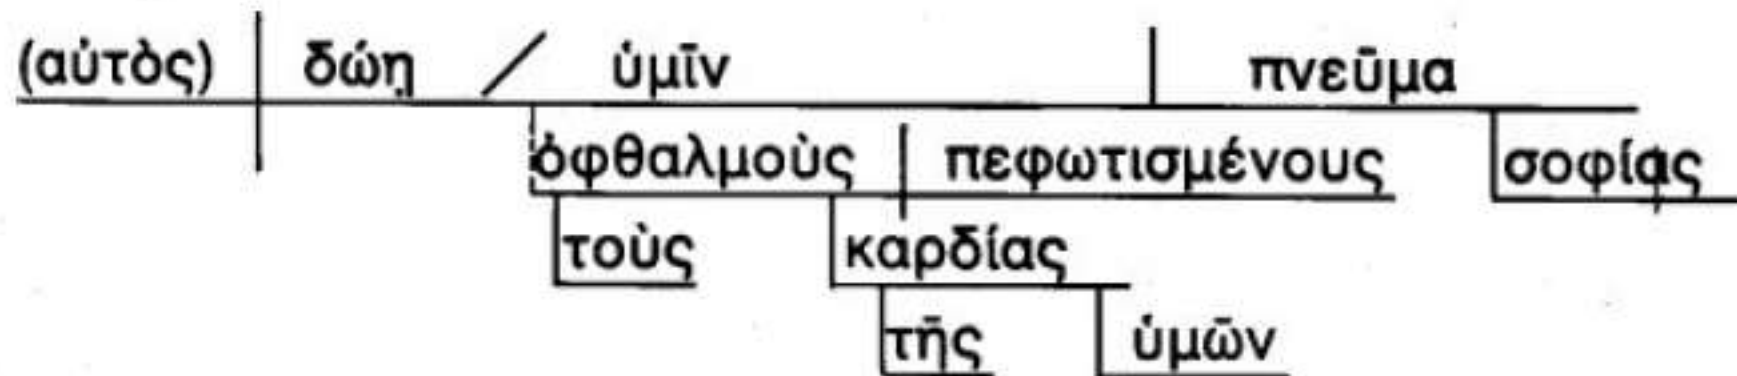 (αὐτὸς) δώῃ ὑμῖν πνεῦμα
ὀφθαλμοὺς πεφωτισμένους σοφίας
τοὺς καρδίας
τῆς ὑμῶν